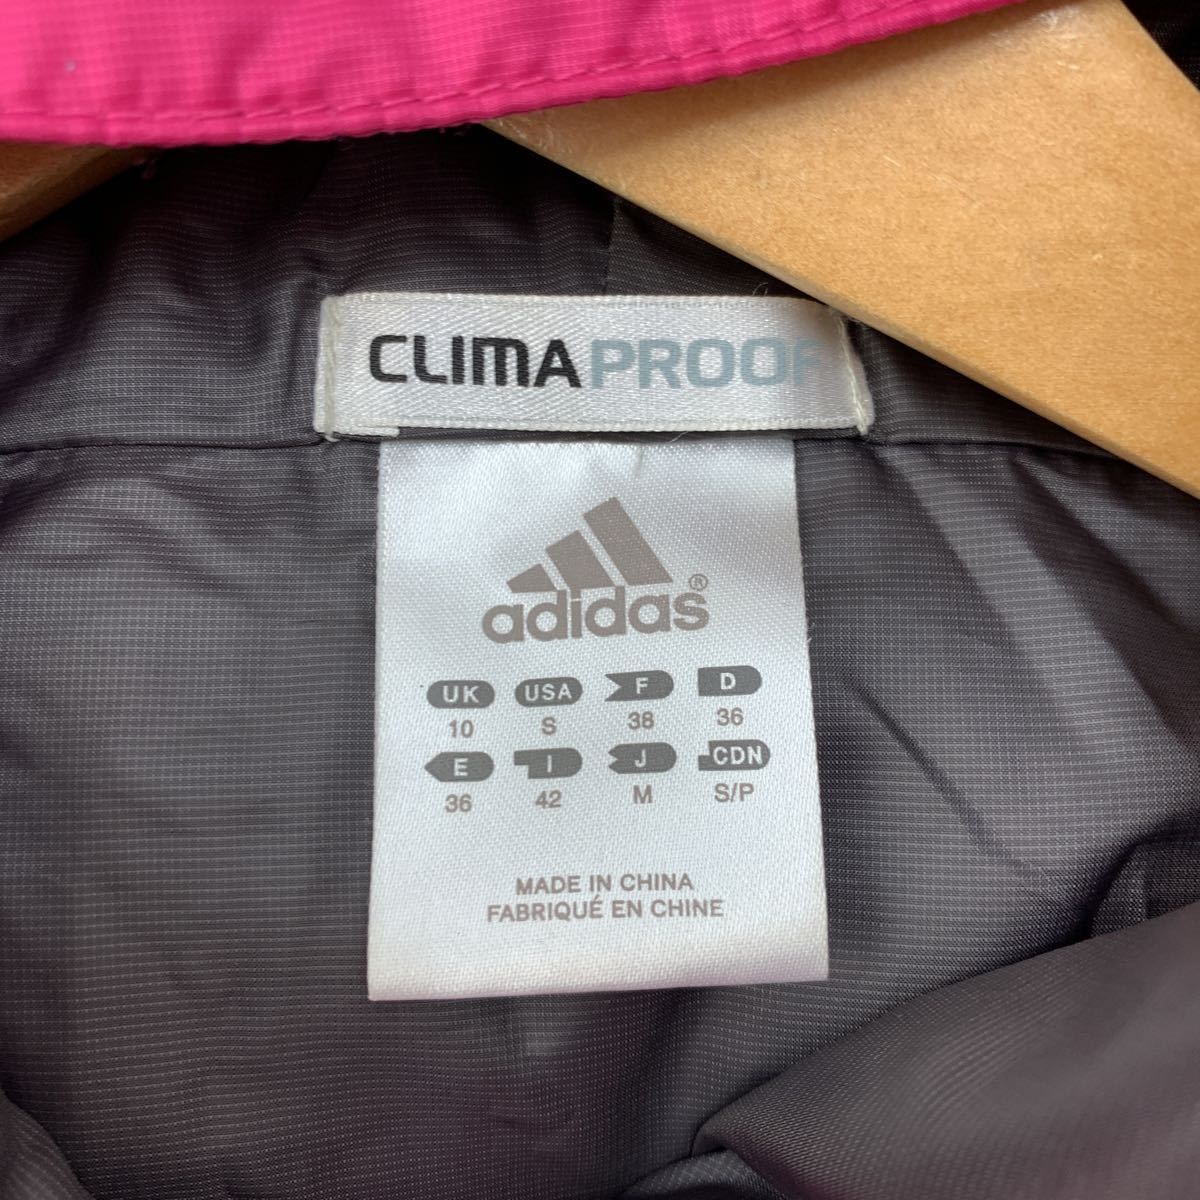 CLIMAPROOF
adidas®
UK USA F D
10 S 38 36
E I J CDN
36 42 M S/P
MADE IN CHINA
FABRIQUÉ EN CHINE